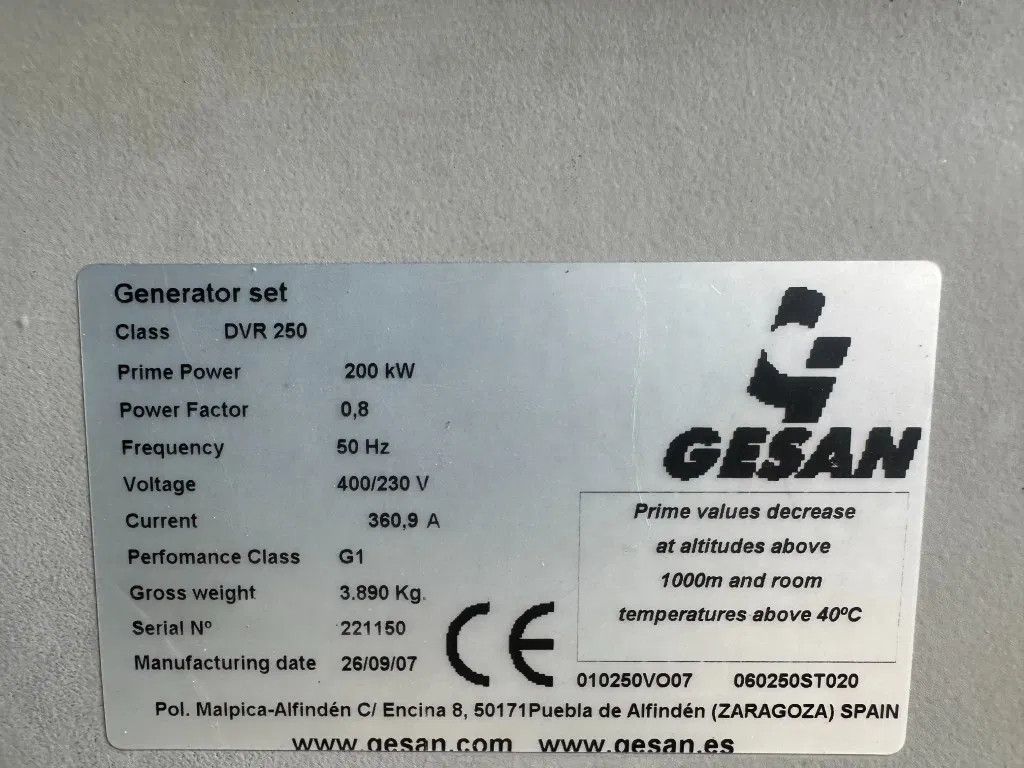 Generator set
Class DVR 250
Prime Power 200 kW
Power Factor 0,8
Frequency 50 Hz
Voltage 400/230 V
Current 360,9 A
Perfomance Class G1
Gross weight 3.890 Kg.
Serial Nº 221150
Manufacturing date 26/09/07
CE
GESAN
Prime values decrease
at altitudes above
1000m and room
temperatures above 40ºC
010250VO07 060250ST020
Pol. Malpica-Alfindén C/ Encina 8, 50171Puebla de Alfindén (ZARAGOZA) SPAIN
www.gesan.com www.gesan.es